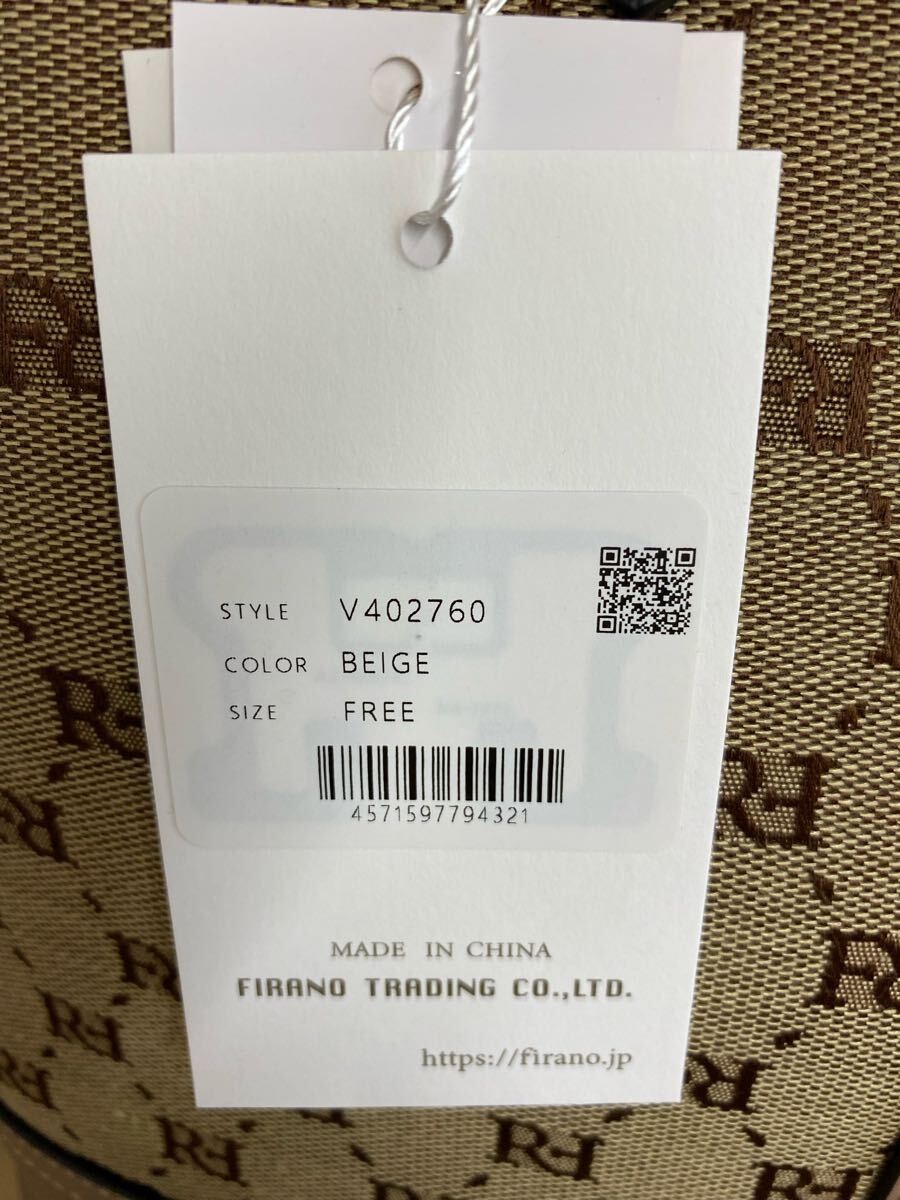 STYLE V402760
COLOR BEIGE
SIZE FREE
4571597794321
MADE IN CHINA
FIRANO TRADING CO.,LTD.
https://firano.jp